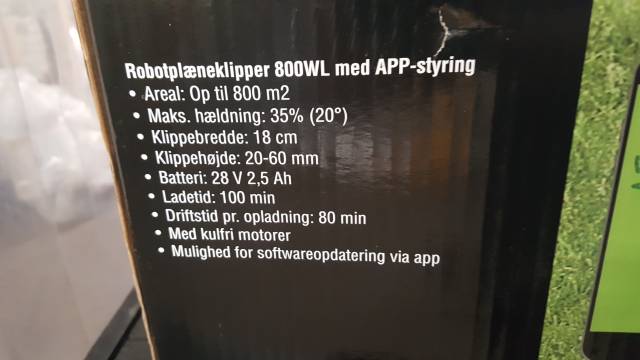 Robotplæneklipper 800WL med APP-styring
• Areal: Op til 800 m2
• Maks. hældning: 35% (20°)
• Klippebredde: 18 cm
• Klippehøjde: 20-60 mm
• Batteri: 28 V 2,5 Ah
• Ladetid: 100 min
• Driftstid pr. opladning: 80 min
• Med kulfri motorer
• Mulighed for softwareopdatering via app